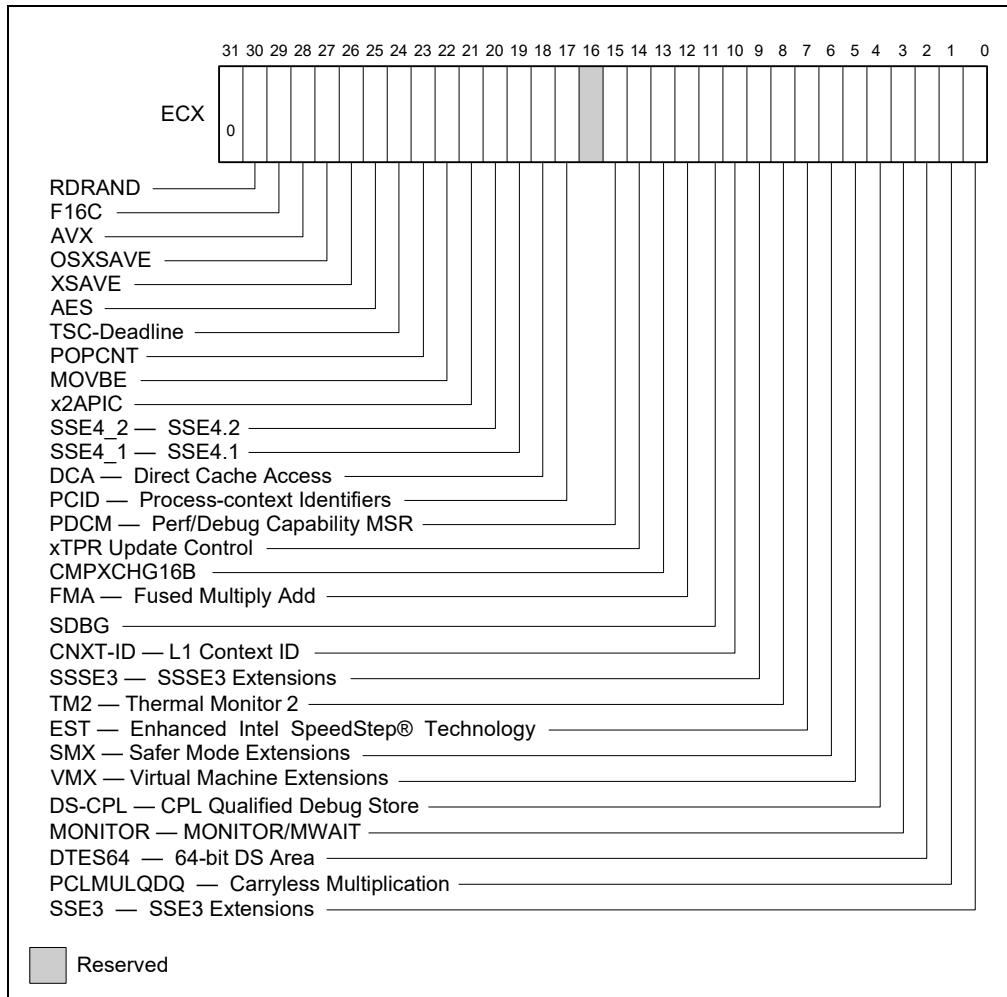 31 30 29 28 27 26 25 24 23 22 21 20 19 18 17 16 15 14 13 12 11 10 9 8 7 6 5 4 3 2 1 0
ECX
0
RDRAND
F16C
AVX
OSXSAVE
XSAVE
AES
TSC-Deadline
POPCNT
MOVBE
x2APIC
SSE4_2 — SSE4.2
SSE4_1 — SSE4.1
DCA — Direct Cache Access
PCID — Process-context Identifiers
PDCM — Perf/Debug Capability MSR
xTPR Update Control
CMPXCHG16B
FMA — Fused Multiply Add
SDBG
CNXT-ID — L1 Context ID
SSSE3 — SSSE3 Extensions
TM2 — Thermal Monitor 2
EST — Enhanced Intel SpeedStep® Technology
SMX — Safer Mode Extensions
VMX — Virtual Machine Extensions
DS-CPL — CPL Qualified Debug Store
MONITOR — MONITOR/MWAIT
DTES64 — 64-bit DS Area
PCLMULQDQ — Carryless Multiplication
SSE3 — SSE3 Extensions
Reserved